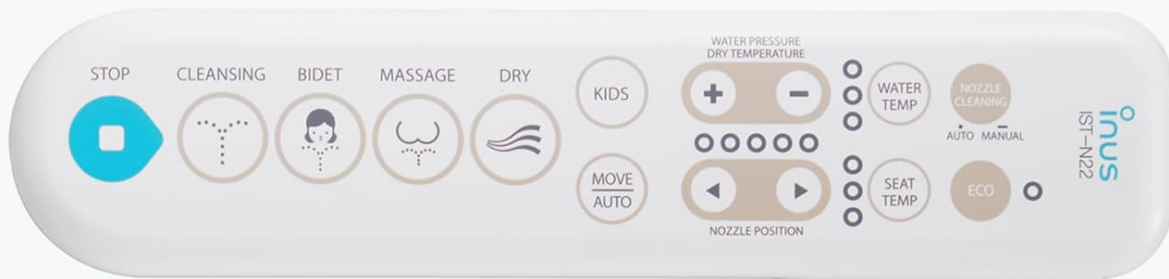 STOP
CLEANSING
BIDET
MASSAGE
DRY
KIDS
MOVE
AUTO
WATER PRESSURE
DRY TEMPERATURE
+ −
NOZZLE POSITION
WATER
TEMP
SEAT
TEMP
NOZZLE
CLEANING
AUTO MANUAL
ECO
inus
IST-N22